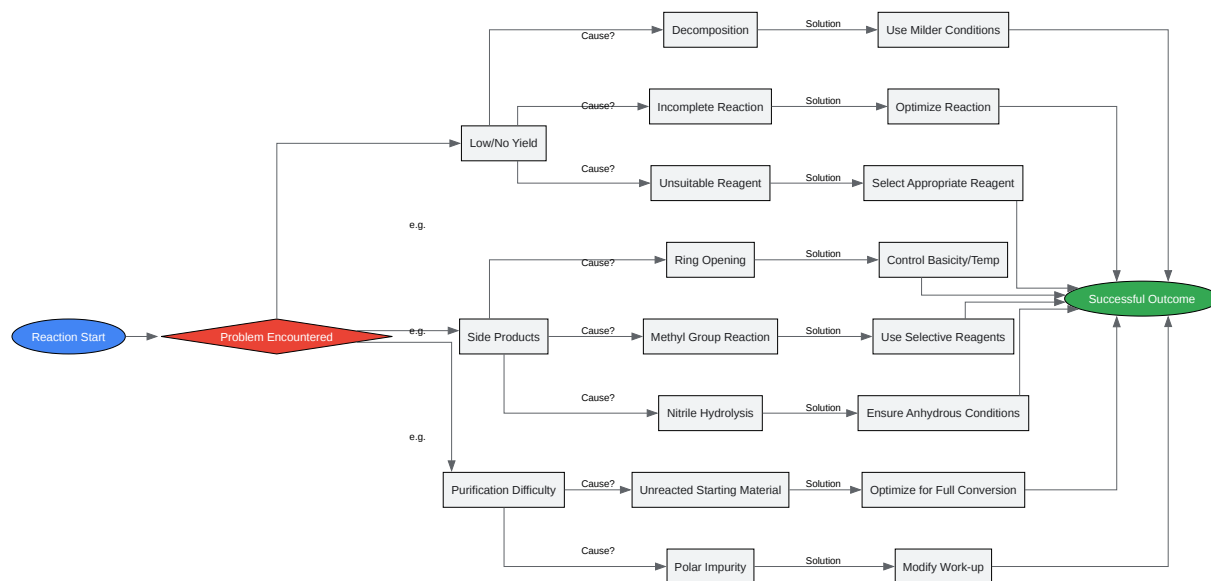 Decomposition
Solution
Use Milder Conditions
Cause?
Cause?
Incomplete Reaction
Solution
Optimize Reaction
Low/No Yield
Cause?
Unsuitable Reagent
Solution
Select Appropriate Reagent
e.g.
Cause?
Ring Opening
Solution
Control Basicity/Temp
Successful Outcome
Reaction Start
Problem Encountered
e.g.
Side Products
Cause?
Methyl Group Reaction
Solution
Use Selective Reagents
Cause?
Nitrile Hydrolysis
Solution
Ensure Anhydrous Conditions
e.g.
Purification Difficulty
Cause?
Unreacted Starting Material
Solution
Optimize for Full Conversion
Cause?
Polar Impurity
Solution
Modify Work-up